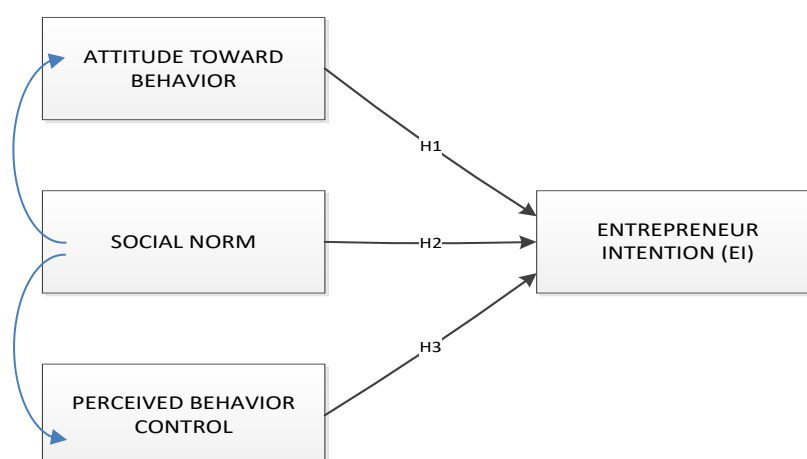 ATTITUDE TOWARD
BEHAVIOR
H1
SOCIAL NORM
H2
ENTREPRENEUR
INTENTION (EI)
H3
PERCEIVED BEHAVIOR
CONTROL